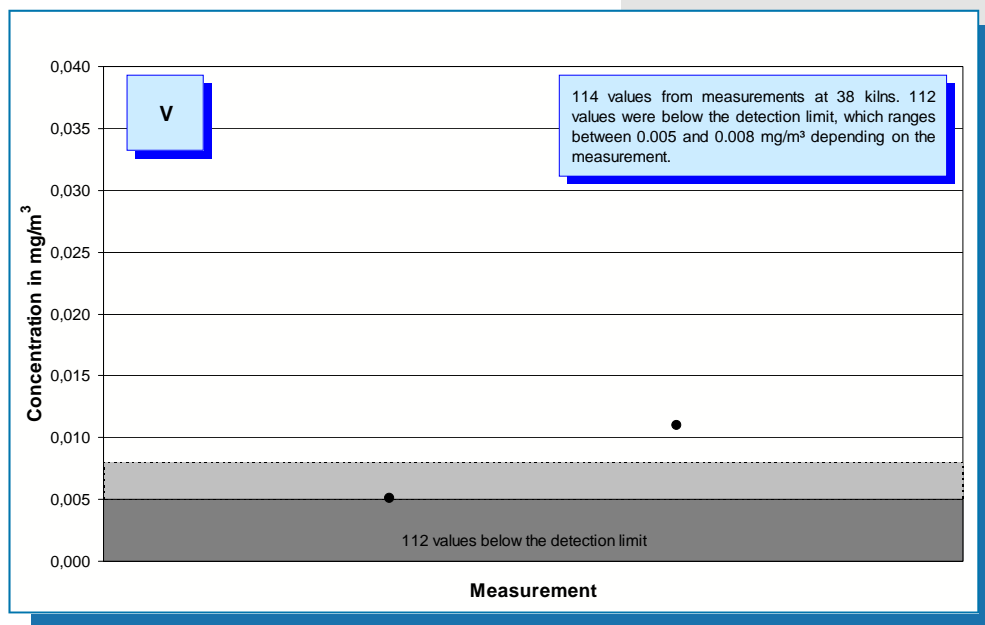 V
114 values from measurements at 38 kilns. 112
values were below the detection limit, which ranges
between 0.005 and 0.008 mg/m³ depending on the
measurement.
Concentration in mg/m³
0,040
0,035
0,030
0,025
0,020
0,015
0,010
0,005
0,000
112 values below the detection limit
Measurement